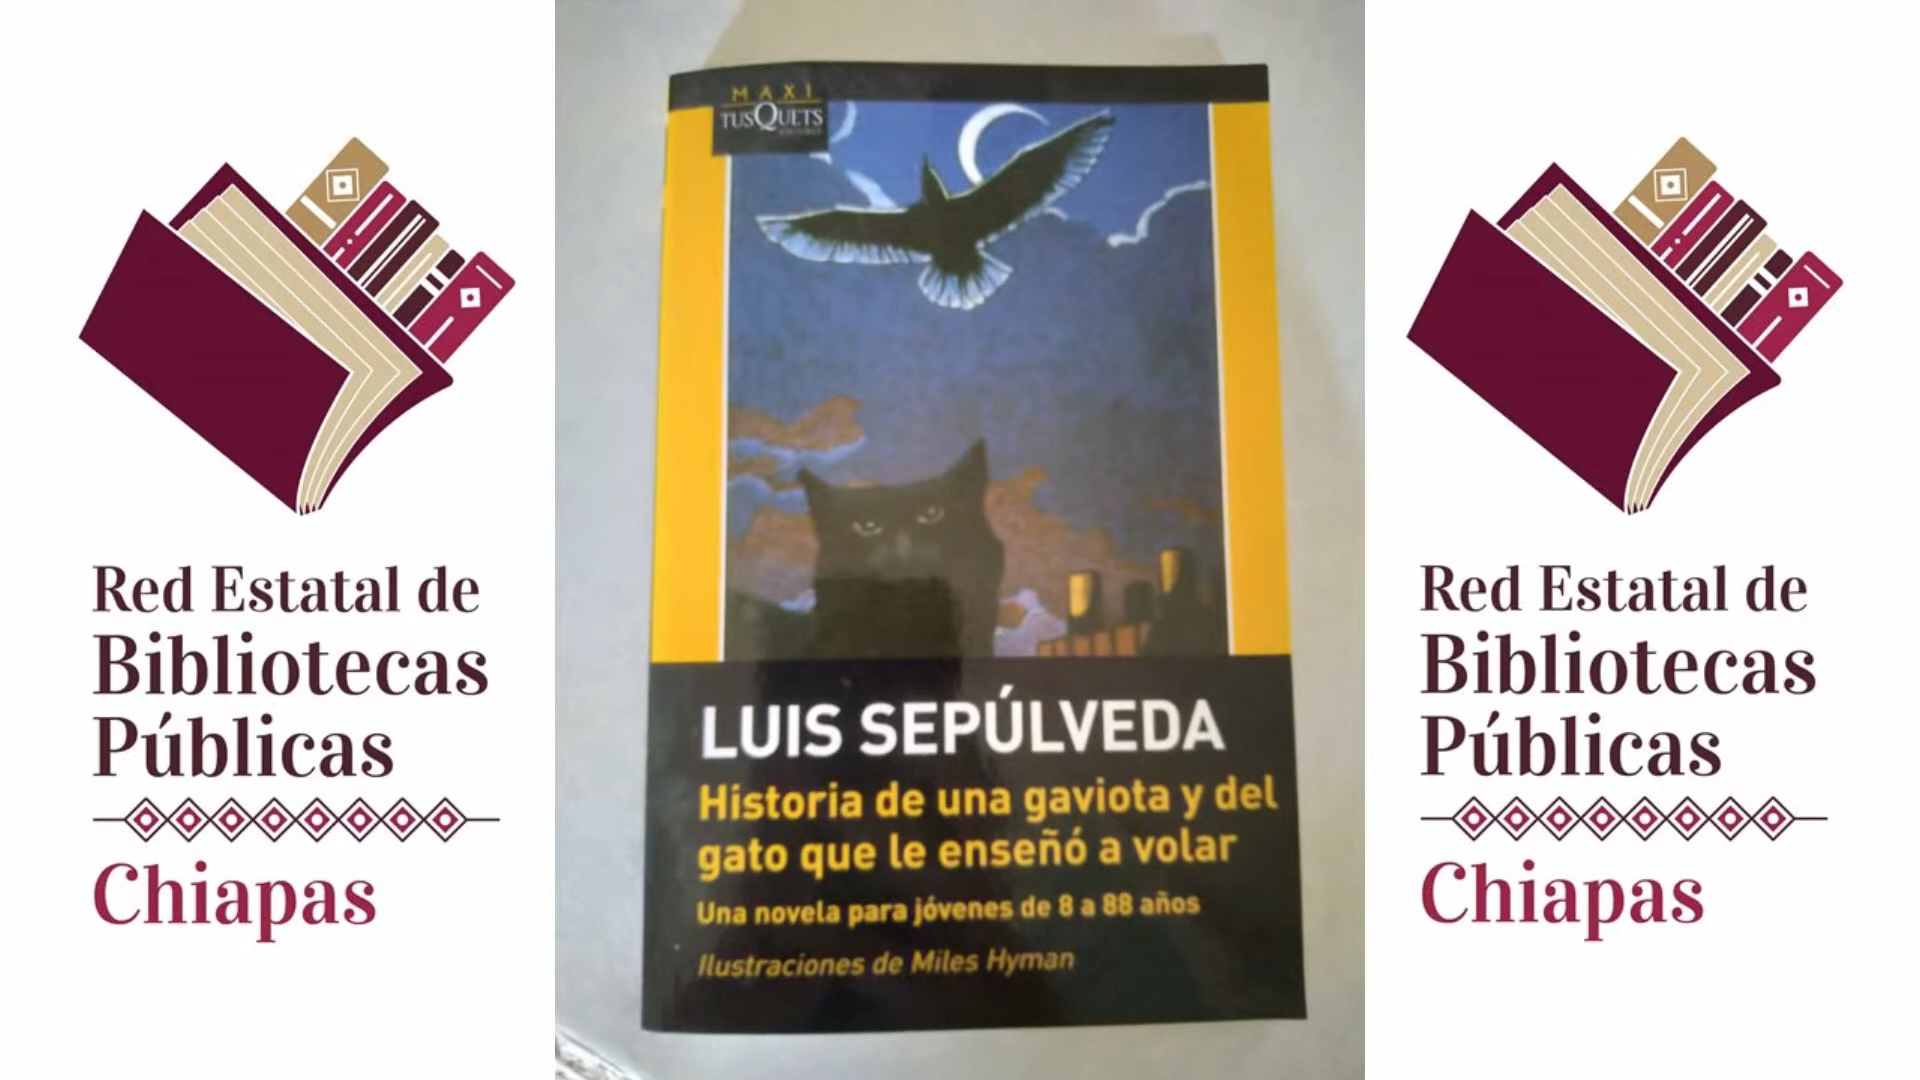 Red Estatal de
Bibliotecas
Públicas
Chiapas
MAXI
TUSQUETS
LUIS SEPÚLVEDA
Historia de una gaviota y del
gato que le enseñó a volar
Una novela para jóvenes de 8 a 88 años
Ilustraciones de Miles Hyman
Red Estatal de
Bibliotecas
Públicas
Chiapas